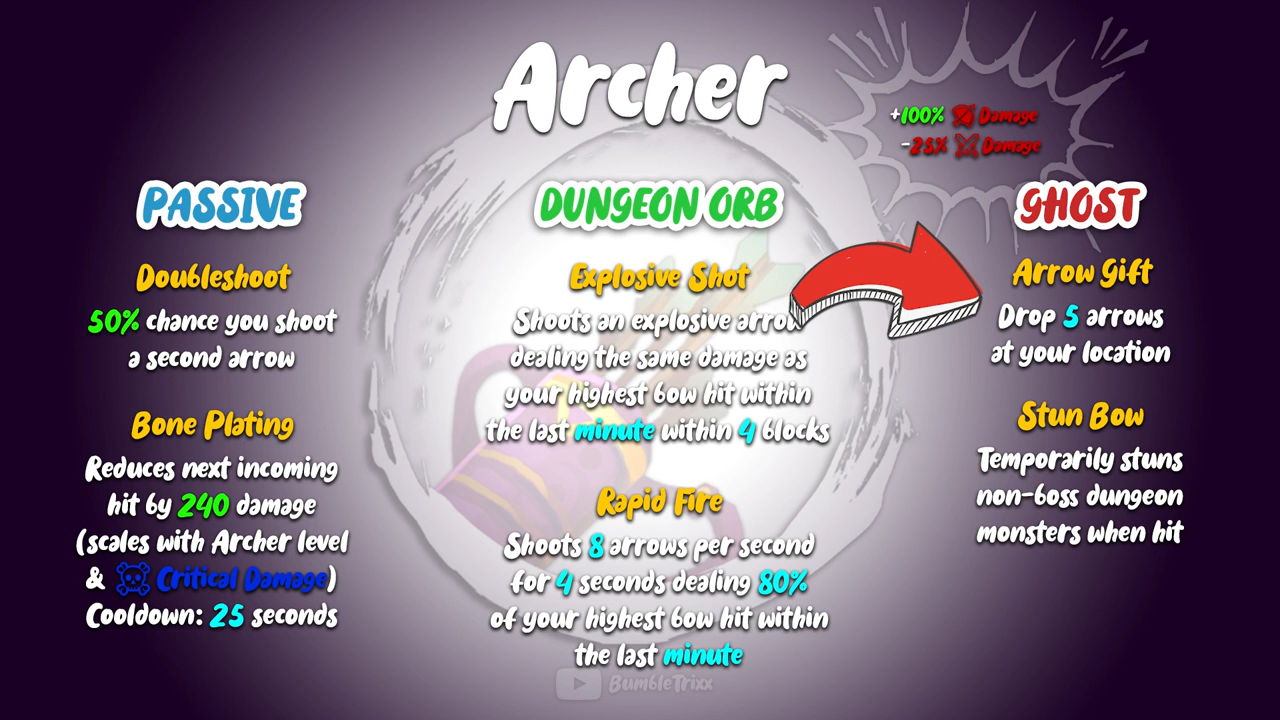 Archer
+100% Damage
-25% Damage
PASSIVE
Doubleshoot
50% chance you shoot
a second arrow
Bone Plating
Reduces next incoming
hit by 240 damage
(scales with Archer level
& Critical Damage)
Cooldown: 25 seconds
DUNGEON ORB
Explosive Shot
Shoots an explosive arrow
dealing the same damage as
your highest bow hit within
the last minute within 4 blocks
Rapid Fire
Shoots 8 arrows per second
for 4 seconds dealing 80%
of your highest bow hit within
the last minute
GHOST
Arrow Gift
Drop 5 arrows
at your location
Stun Bow
Temporarily stuns
non-boss dungeon
monsters when hit
BumbleTrixx